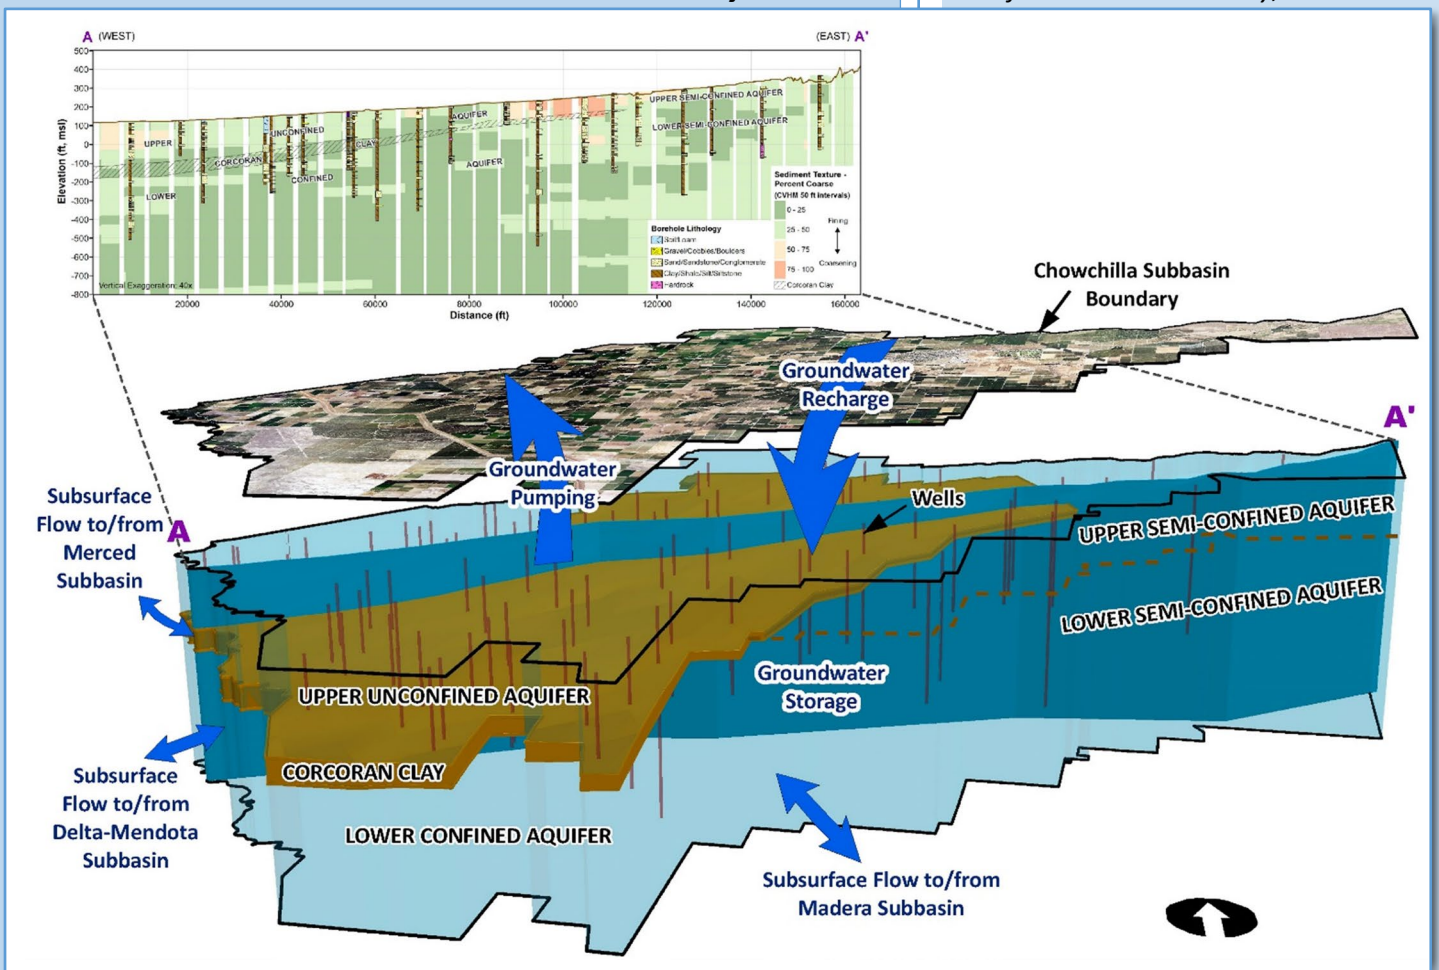 A (WEST)
(EAST) A'
500
400
300
200
100
0
-100
-200
-300
-400
-500
-600
-700
-800
Elevation (ft, msl)
UPPER
UNCONFINED
AQUIFER
UPPER SEMI-CONFINED AQUIFER
LOWER SEMI-CONFINED AQUIFER
CORCORAN
CLAY
LOWER
CONFINED
AQUIFER
Vertical Exaggeration: 40x
20000
40000
60000
80000
100000
120000
140000
160000
Distance (ft)
Borehole Lithology
Soil/Loam
Gravel/Cobbles/Boulders
Sand/Sandstone/Conglomerate
Clay/Shale/Silt/Siltstone
Hardrock
Sediment Texture -
Percent Coarse
(CVHM 50 ft intervals)
0 - 25
25 - 50
50 - 75
75 - 100
Fining
Coarsening
Corcoran Clay
Chowchilla Subbasin
Boundary
Groundwater
Recharge
Groundwater
Pumping
A'
A
Subsurface
Flow to/from
Merced
Subbasin
Wells
UPPER SEMI-CONFINED AQUIFER
LOWER SEMI-CONFINED AQUIFER
Groundwater
Storage
UPPER UNCONFINED AQUIFER
CORCORAN CLAY
Subsurface
Flow to/from
Delta-Mendota
Subbasin
LOWER CONFINED AQUIFER
Subsurface Flow to/from
Madera Subbasin